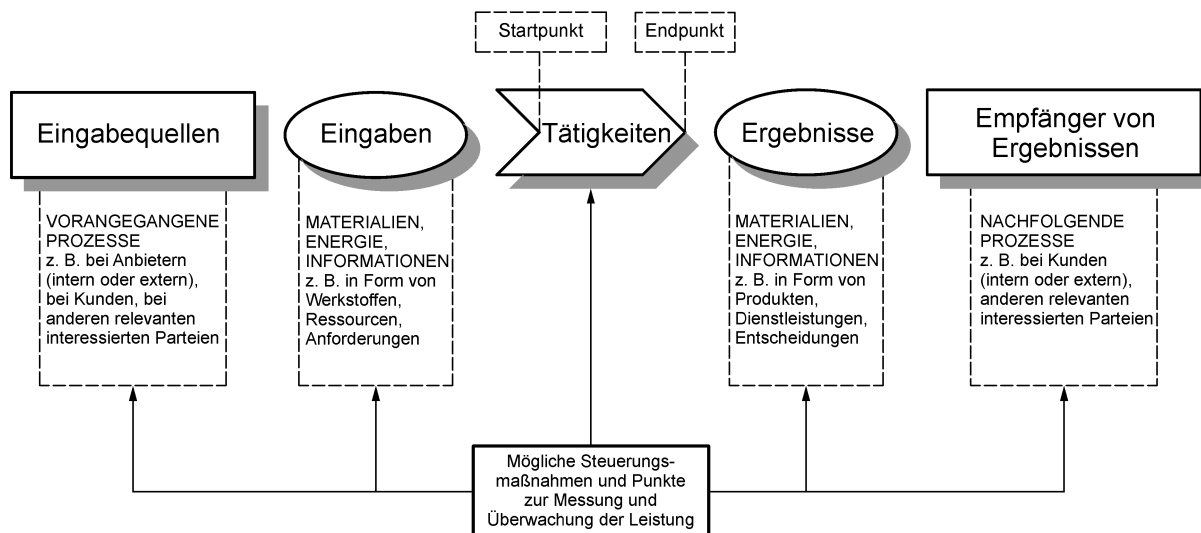 Startpunkt
Endpunkt
Eingabequellen
Eingaben
Tätigkeiten
Ergebnisse
Empfänger von
Ergebnissen
VORANGEGANGENE
PROZESSE
z. B. bei Anbietern
(intern oder extern),
bei Kunden, bei
anderen relevanten
interessierten Parteien
MATERIALIEN,
ENERGIE,
INFORMATIONEN
z. B. in Form von
Werkstoffen,
Ressourcen,
Anforderungen
MATERIALIEN,
ENERGIE,
INFORMATIONEN
z. B. in Form von
Produkten,
Dienstleistungen,
Entscheidungen
NACHFOLGENDE
PROZESSE
z. B. bei Kunden
(intern oder extern),
anderen relevanten
interessierten Parteien
Mögliche Steuerungs-
maßnahmen und Punkte
zur Messung und
Überwachung der Leistung